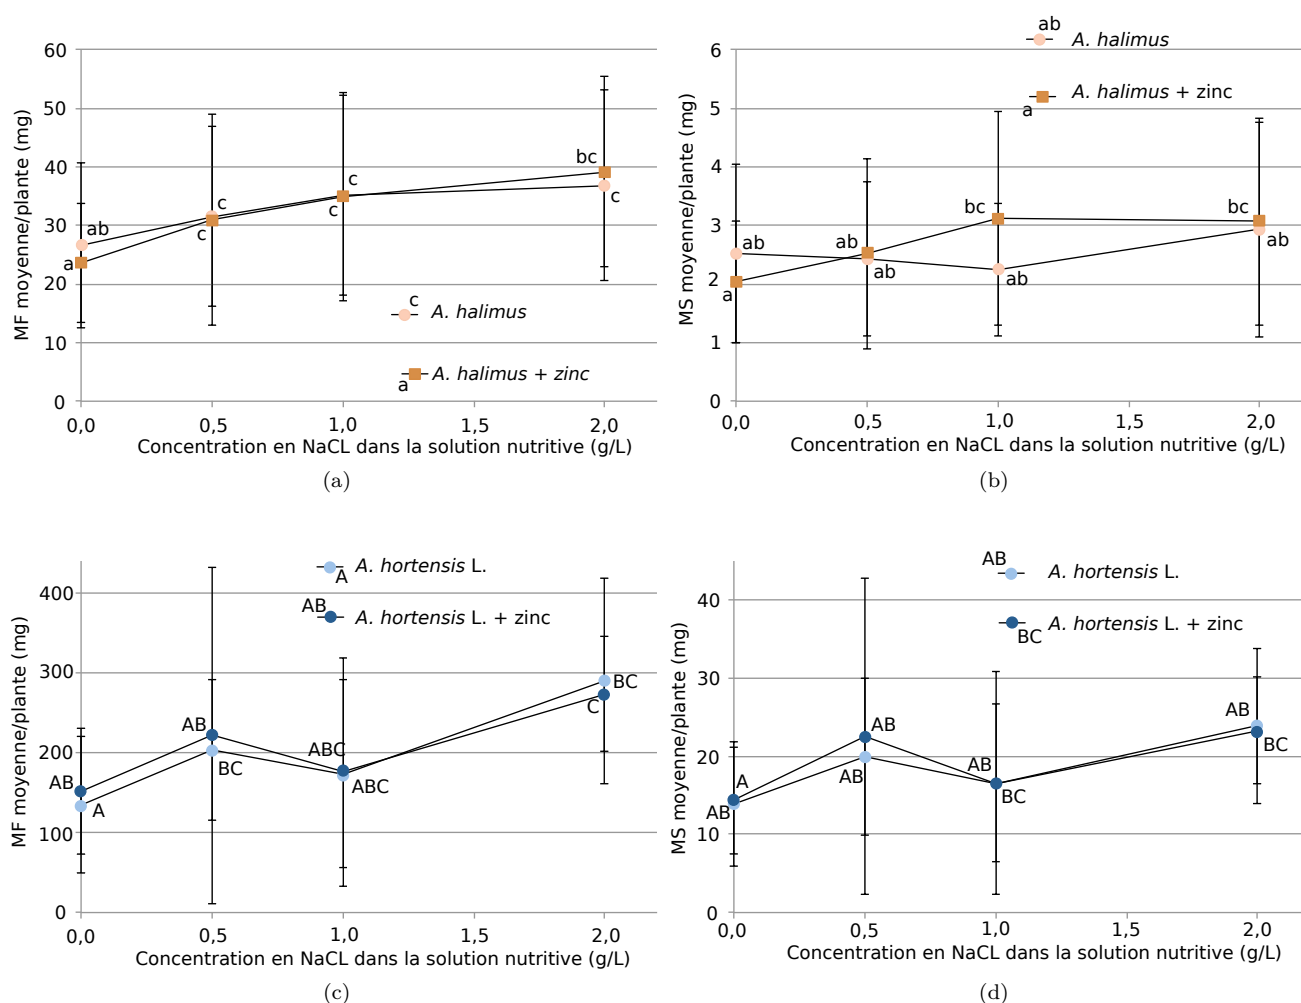 ab
A. halimus
A. halimus + zinc
a
MF moyenne/plante (mg)
60
50
40
30
20
10
0
ab
a
c
c
c
c
bc
c
c
A. halimus
A. halimus + zinc
a
0,0
0,5
1,0
1,5
2,0
Concentration en NaCL dans la solution nutritive (g/L)
(a)
MS moyenne/plante (mg)
6
5
4
3
2
1
0
ab
a
ab
ab
bc
ab
bc
ab
0,0
0,5
1,0
1,5
2,0
Concentration en NaCL dans la solution nutritive (g/L)
(b)
A. hortensis L.
A
AB
A. hortensis L. + zinc
MF moyenne/plante (mg)
400
300
200
100
0
AB
A
AB
BC
ABC
ABC
BC
C
0,0
0,5
1,0
1,5
2,0
Concentration en NaCL dans la solution nutritive (g/L)
(c)
AB
A. hortensis L.
A. hortensis L. + zinc
BC
MS moyenne/plante (mg)
40
30
20
10
0
A
AB
AB
AB
AB
BC
AB
BC
0,0
0,5
1,0
1,5
2,0
Concentration en NaCL dans la solution nutritive (g/L)
(d)